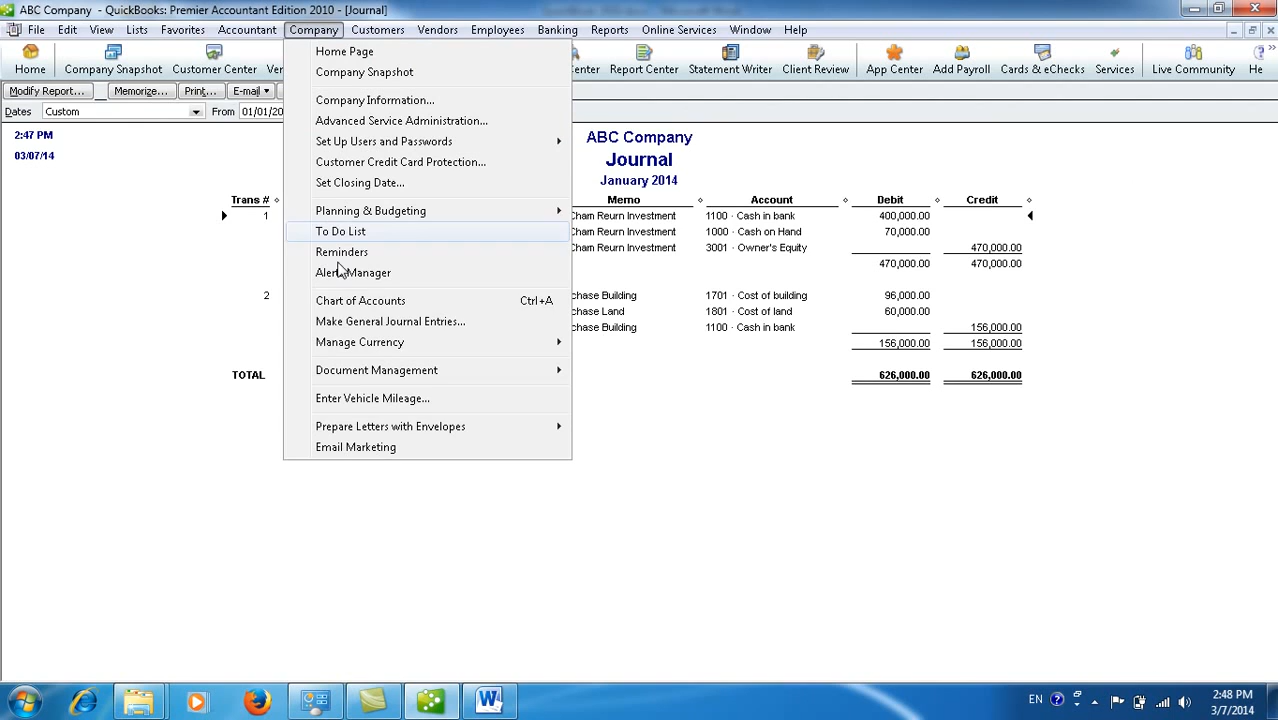 ABC Company - QuickBooks: Premier Accountant Edition 2010 - [Journal]
File Edit View Lists Favorites Accountant Company Customers Vendors Employees Banking Reports Online Services Window Help
Home Company Snapshot Customer Center Ver enter Report Center Statement Writer Client Review App Center Add Payroll Cards & eChecks Services Live Community He
Modify Report... Memorize... Print... E-mail
Dates Custom From 01/01/20
Home Page
Company Snapshot
Company Information...
Advanced Service Administration...
Set Up Users and Passwords
Customer Credit Card Protection...
Set Closing Date...
Planning & Budgeting
To Do List
Reminders
Alerts Manager
Chart of Accounts Ctrl+A
Make General Journal Entries...
Manage Currency
Document Management
Enter Vehicle Mileage...
Prepare Letters with Envelopes
Email Marketing
2:47 PM
03/07/14
ABC Company
Journal
January 2014
Trans # Memo Account Debit Credit
1 Cham Reurn Investment 1100 · Cash in bank 400,000.00
Cham Reurn Investment 1000 · Cash on Hand 70,000.00
Cham Reurn Investment 3001 · Owner's Equity 470,000.00
470,000.00 470,000.00
2 chase Building 1701 · Cost of building 96,000.00
chase Land 1801 · Cost of land 60,000.00
chase Building 1100 · Cash in bank 156,000.00
156,000.00 156,000.00
TOTAL 626,000.00 626,000.00
EN 2:48 PM
3/7/2014